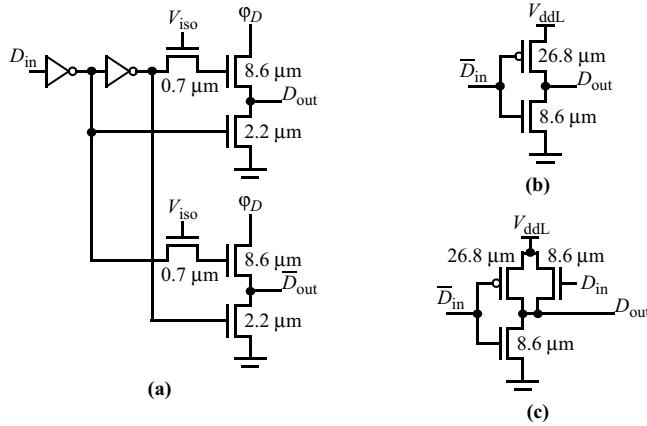 V_iso
φ_D
D_in
8.6 μm
0.7 μm
D_out
2.2 μm
V_iso
φ_D
8.6 μm
0.7 μm
D̅_out
2.2 μm
(a)
V_ddL
26.8 μm
D̅_in
D_out
8.6 μm
(b)
V_ddL
26.8 μm
8.6 μm
D̅_in
D_in
D_out
8.6 μm
(c)